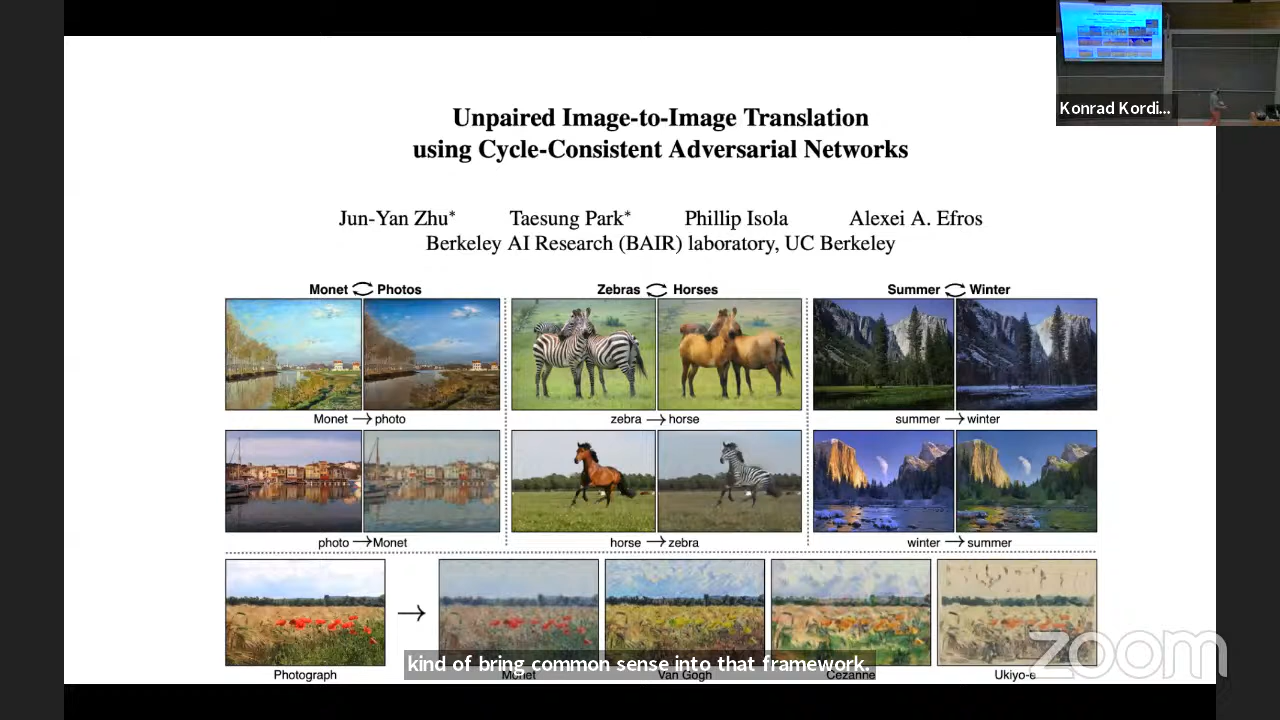 Konrad Kordi...
Unpaired Image-to-Image Translation
using Cycle-Consistent Adversarial Networks
Jun-Yan Zhu* Taesung Park* Phillip Isola Alexei A. Efros
Berkeley AI Research (BAIR) laboratory, UC Berkeley
Monet Photos Zebras Horses Summer Winter
Monet → photo zebra → horse summer → winter
photo → Monet horse → zebra winter → summer
→
kind of bring common sense into that framework.
Photograph Monet Van Gogh Cezanne Ukiyo-e
zoom